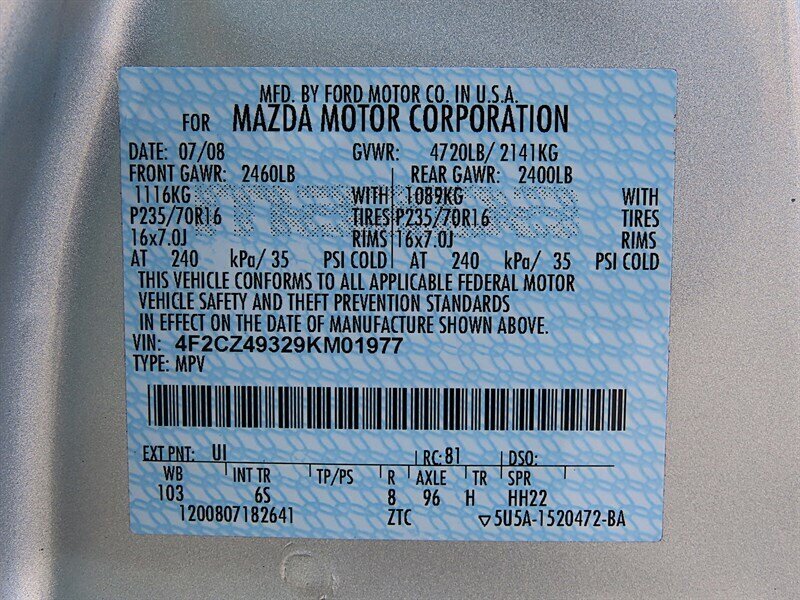 MFD. BY FORD MOTOR CO. IN U.S.A.
FOR MAZDA MOTOR CORPORATION
DATE: 07/08 GVWR: 4720LB/ 2141KG
FRONT GAWR: 2460LB REAR GAWR: 2400LB
1116KG WITH 1089KG WITH
P235/70R16 TIRES P235/70R16 TIRES
16x7.0J RIMS 16x7.0J RIMS
AT 240 kPa/ 35 PSI COLD AT 240 kPa/ 35 PSI COLD
THIS VEHICLE CONFORMS TO ALL APPLICABLE FEDERAL MOTOR
VEHICLE SAFETY AND THEFT PREVENTION STANDARDS
IN EFFECT ON THE DATE OF MANUFACTURE SHOWN ABOVE.
VIN: 4F2CZ49329KM01977
TYPE: MPV
EXT PNT: UI RC: 81 DSO:
WB INT TR TP/PS R AXLE TR SPR
103 6S 8 96 H HH22
1200807182641 ZTC ▽5U5A-1520472-BA